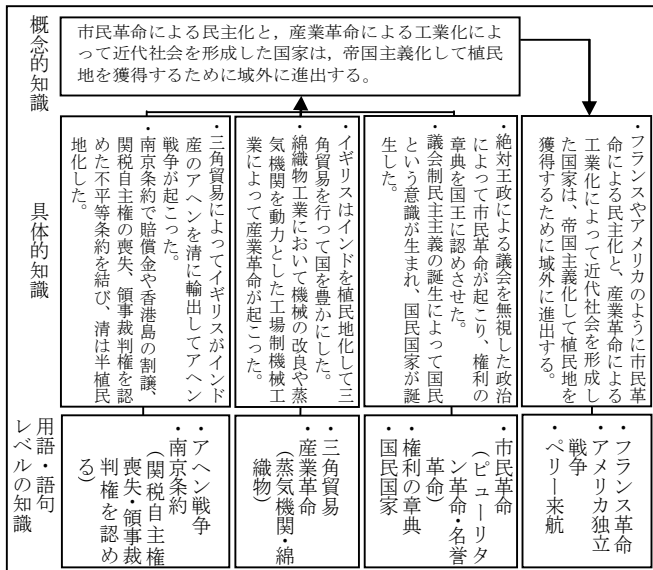 概念的知識
市民革命による民主化と，産業革命による工業化に
よって近代社会を形成した国家は，帝国主義化して植民
地を獲得するために域外に進出する。
具体的知識
・フランスやアメリカのように市民革
命による民主化と、産業革命による
工業化によって近代社会を形成し
た国家は、帝国主義化して植民地を
獲得するために域外に進出する。
・絶対王政による議会を無視した政治
によって市民革命が起こり、権利の
章典を国王に認めさせた。
・議会制民主主義の誕生によって国民
という意識が生まれ、国民国家が誕
生した。
・イギリスはインドを植民地化して三
角貿易を行って国を豊かにした。
・綿織物工業において機械の改良や蒸
気機関を動力とした工場制機械工
業によって産業革命が起こった。
・三角貿易によってイギリスがインド
産のアヘンを清に輸出してアヘン
戦争が起こった。
・南京条約で賠償金や香港島の割譲、
関税自主権の喪失、領事裁判権を認
めた不平等条約を結び、清は半植民
地化した。
用語・語句
レベルの知識
・フランス革命
・アメリカ独立
戦争
・ペリー来航
・市民革命
（ピューリタ
ン革命・名誉
革命）
・権利の章典
・国民国家
・三角貿易
・産業革命
（蒸気機関・綿
織物）
・アヘン戦争
・南京条約
（関税自主権
喪失・領事裁
判権を認め
る）